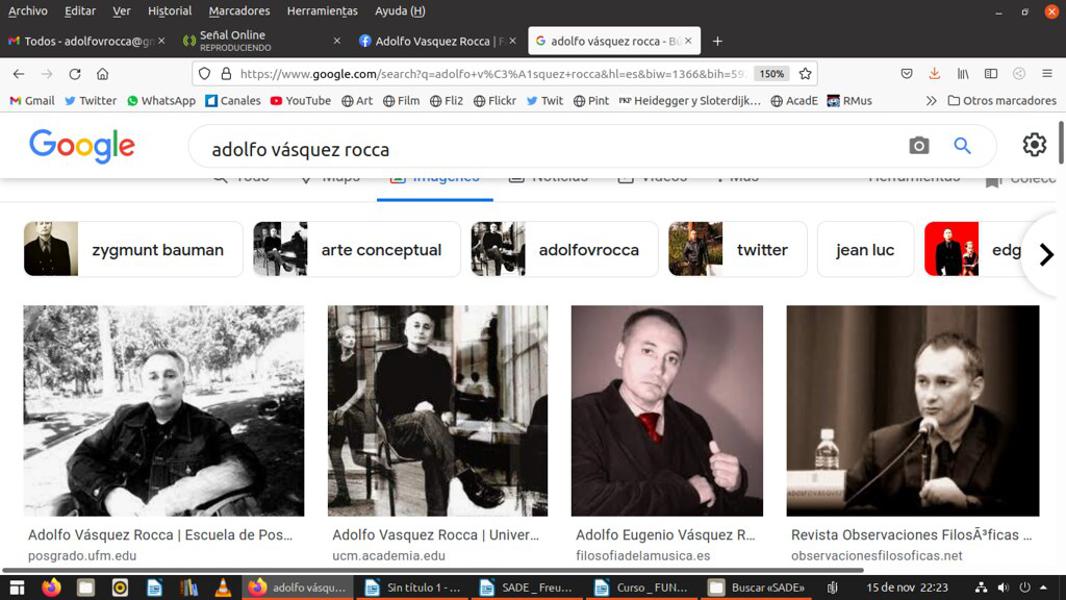 Archivo Editar Ver Historial Marcadores Herramientas Ayuda (H)
Todos - adolfovrocca@gm
Señal Online
REPRODUCIENDO
Adolfo Vasquez Rocca | F
adolfo vásquez rocca - Bú
https://www.google.com/search?q=adolfo+v%C3%A1squez+rocca&hl=es&biw=1366&bih=59 150%
Gmail Twitter WhatsApp Canales YouTube Art Film Fli2 Flickr Twit Pint PKP Heidegger y Sloterdijk... AcadE RMus Otros marcadores
Google
adolfo vásquez rocca
Todo Maps Imágenes Noticias Vídeos Más Herramientas Colecc
zygmunt bauman arte conceptual adolfovrocca twitter jean luc edg
Adolfo Vásquez Rocca | Escuela de Pos...
posgrado.ufm.edu
Adolfo Vasquez Rocca | Univer...
ucm.academia.edu
Adolfo Eugenio Vásquez R...
filosofiadelamusica.es
Revista Observaciones FilosÃ³ficas ...
observacionesfilosoficas.net
adolfo vásqu... Sin título 1 - ... SADE _ Freu... Curso _ FUN... Buscar «SADE» 15 de nov 22:23